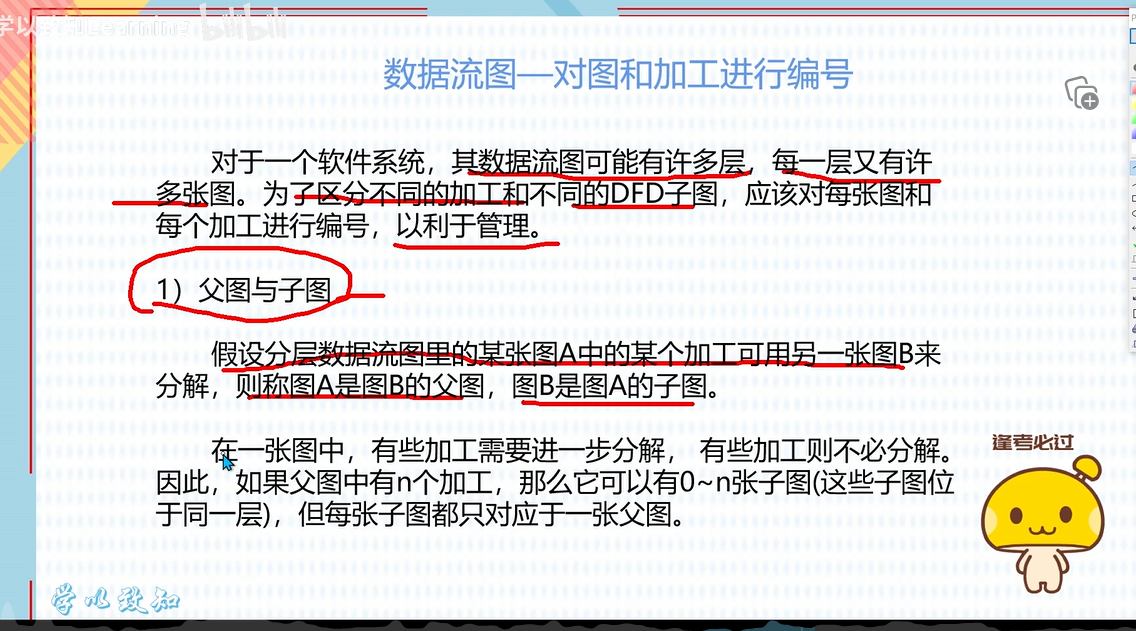 学以致知Learning bilibili
数据流图—对图和加工进行编号
对于一个软件系统，其数据流图可能有许多层，每一层又有许
多张图。为了区分不同的加工和不同的DFD子图，应该对每张图和
每个加工进行编号，以利于管理。
1）父图与子图
假设分层数据流图里的某张图A中的某个加工可用另一张图B来
分解，则称图A是图B的父图，图B是图A的子图。
在一张图中，有些加工需要进一步分解，有些加工则不必分解。
因此，如果父图中有n个加工，那么它可以有0~n张子图(这些子图位
于同一层)，但每张子图都只对应于一张父图。
逢考必过
学以致知